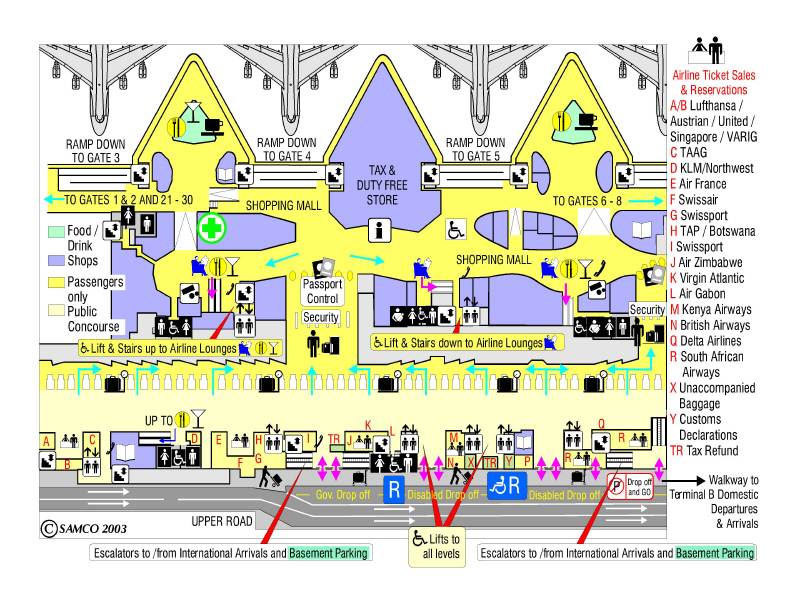 RAMP DOWN
TO GATE 3
RAMP DOWN
TO GATE 4
RAMP DOWN
TO GATE 5
TAX &
DUTY FREE
STORE
TO GATES 1 & 2 AND 21 - 30
SHOPPING MALL
TO GATES 6 - 8
SHOPPING MALL
i
Food /
Drink
Shops
Passengers
only
Public
Concourse
Passport
Control
Security
Security
Lift & Stairs up to Airline Lounges
Lift & Stairs down to Airline Lounges
UP TO
A
B
C
D
E
F
G
H
I
TR
J
K
L
M
N
X
TR
Y
P
Q
R
R
Gov. Drop off
R
Disabled Drop off
R
Disabled Drop off
P
Drop off
and GO
UPPER ROAD
© SAMCO 2003
Escalators to /from International Arrivals and Basement Parking
Lifts to
all levels
Escalators to /from International Arrivals and Basement Parking
Airline Ticket Sales
& Reservations
A/B Lufthansa /
Austrian / United /
Singapore / VARIG
C TAAG
D KLM/Northwest
E Air France
F Swissair
G Swissport
H TAP / Botswana
I Swissport
J Air Zimbabwe
K Virgin Atlantic
L Air Gabon
M Kenya Airways
N British Airways
Q Delta Airlines
R South African
Airways
X Unaccompanied
Baggage
Y Customs
Declarations
TR Tax Refund
Walkway to
Terminal B Domestic
Departures
& Arrivals